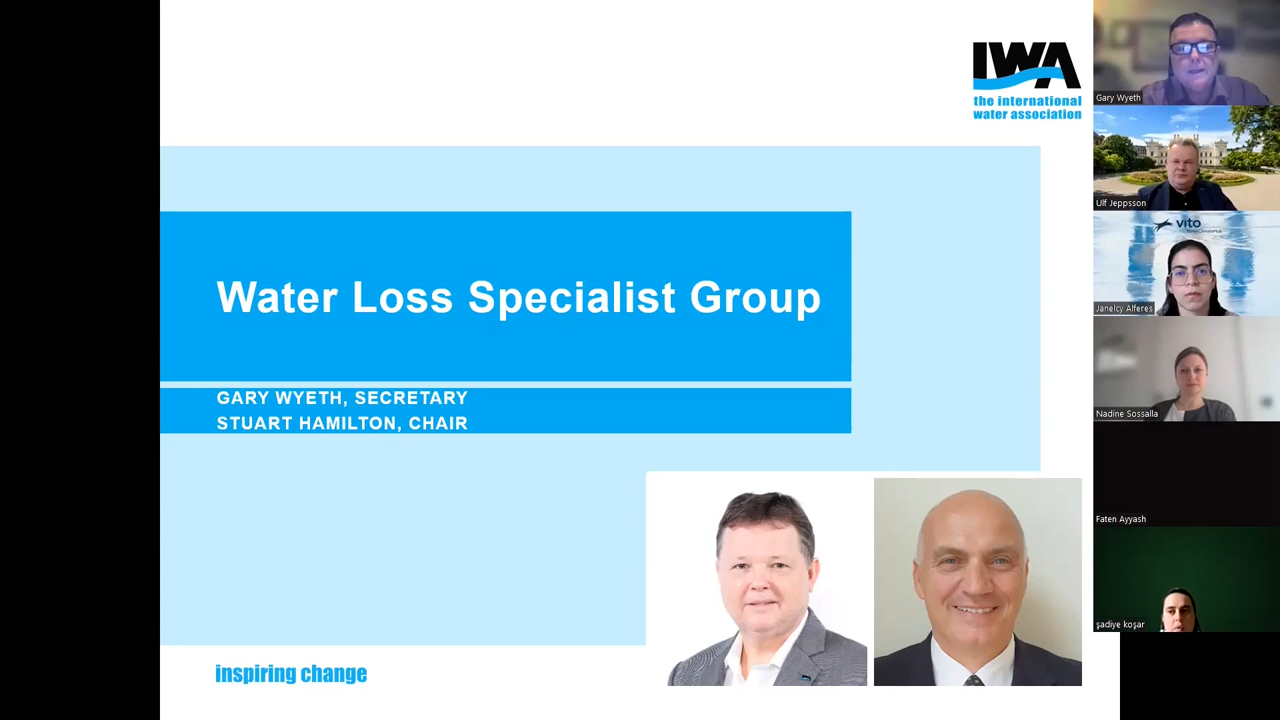 IWA
the international
water association
Water Loss Specialist Group
GARY WYETH, SECRETARY
STUART HAMILTON, CHAIR
inspiring change
Gary Wyeth
Ulf Jeppsson
vito
Janelcy Alferes
Nadine Sossalla
Faten Ayyash
şadiye koşar